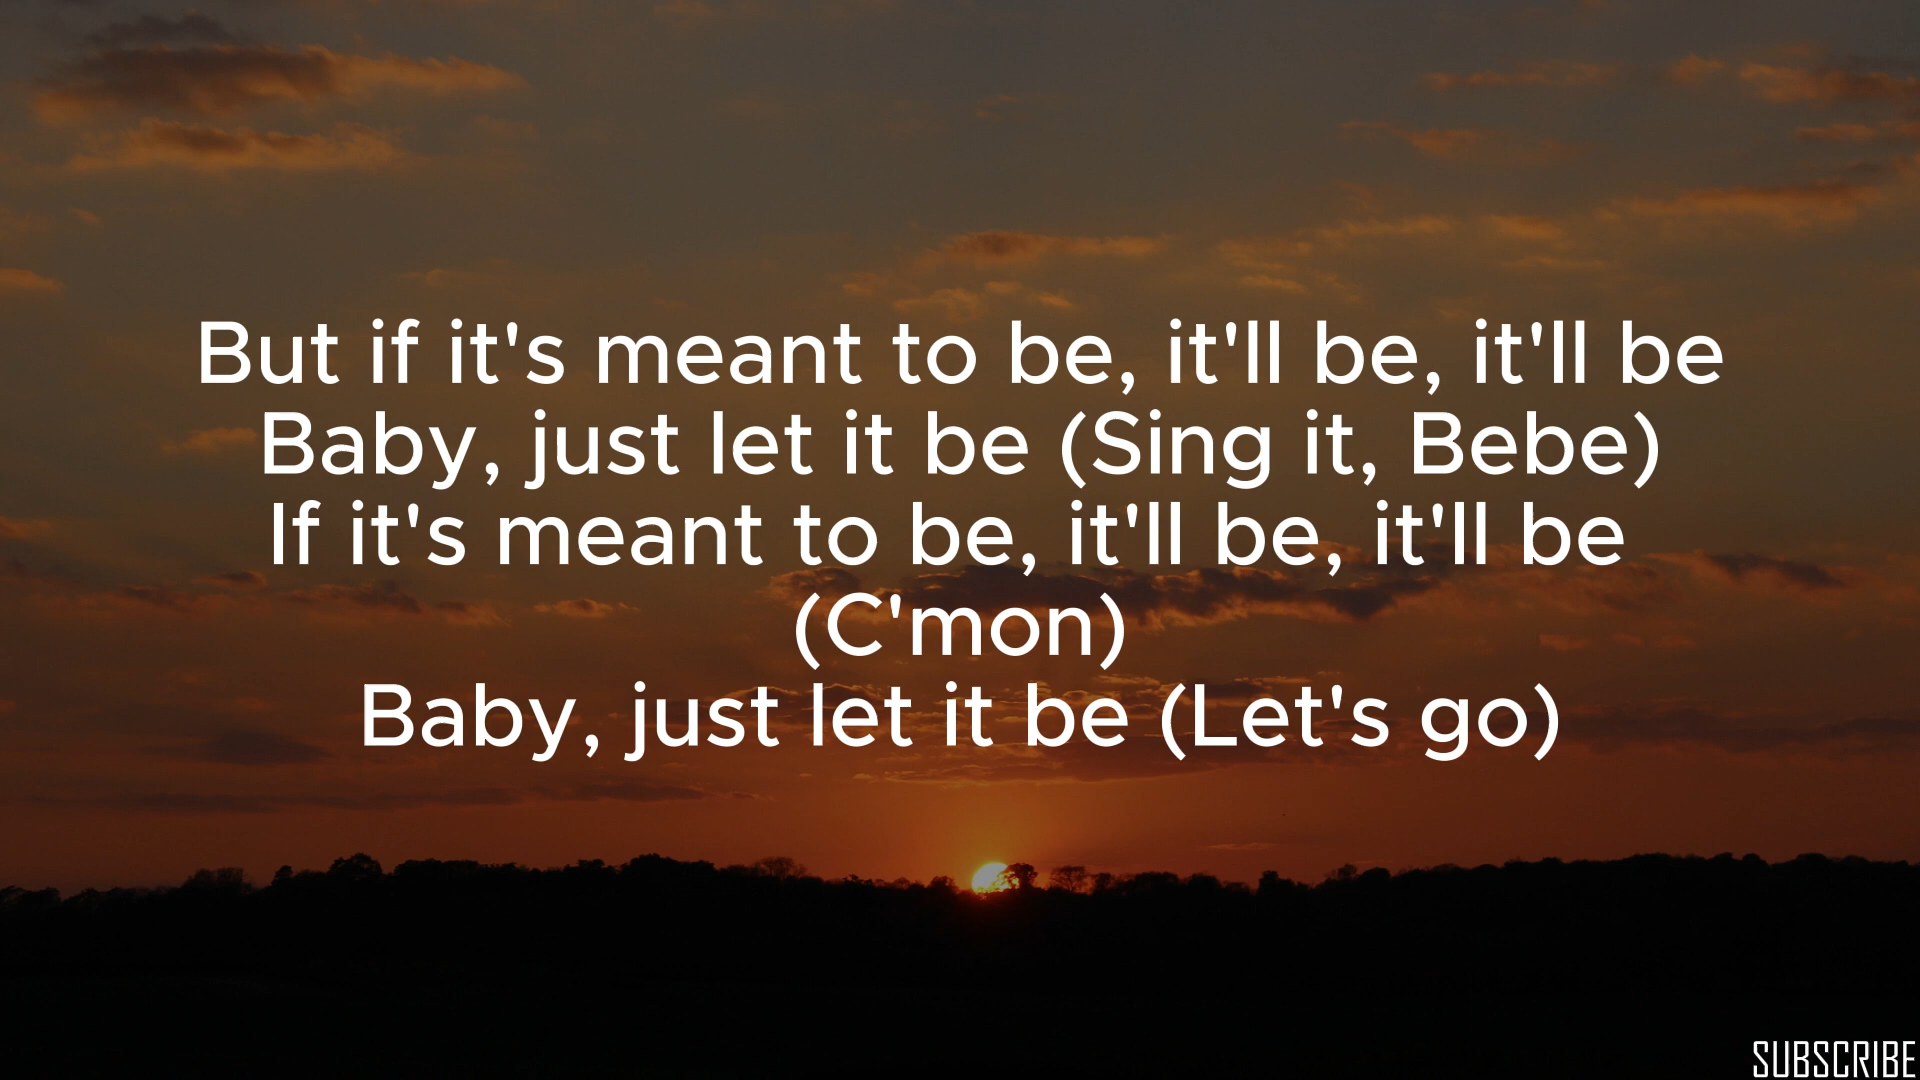 But if it's meant to be, it'll be, it'll be
Baby, just let it be (Sing it, Bebe)
If it's meant to be, it'll be, it'll be
(C'mon)
Baby, just let it be (Let's go)
SUBSCRIBE